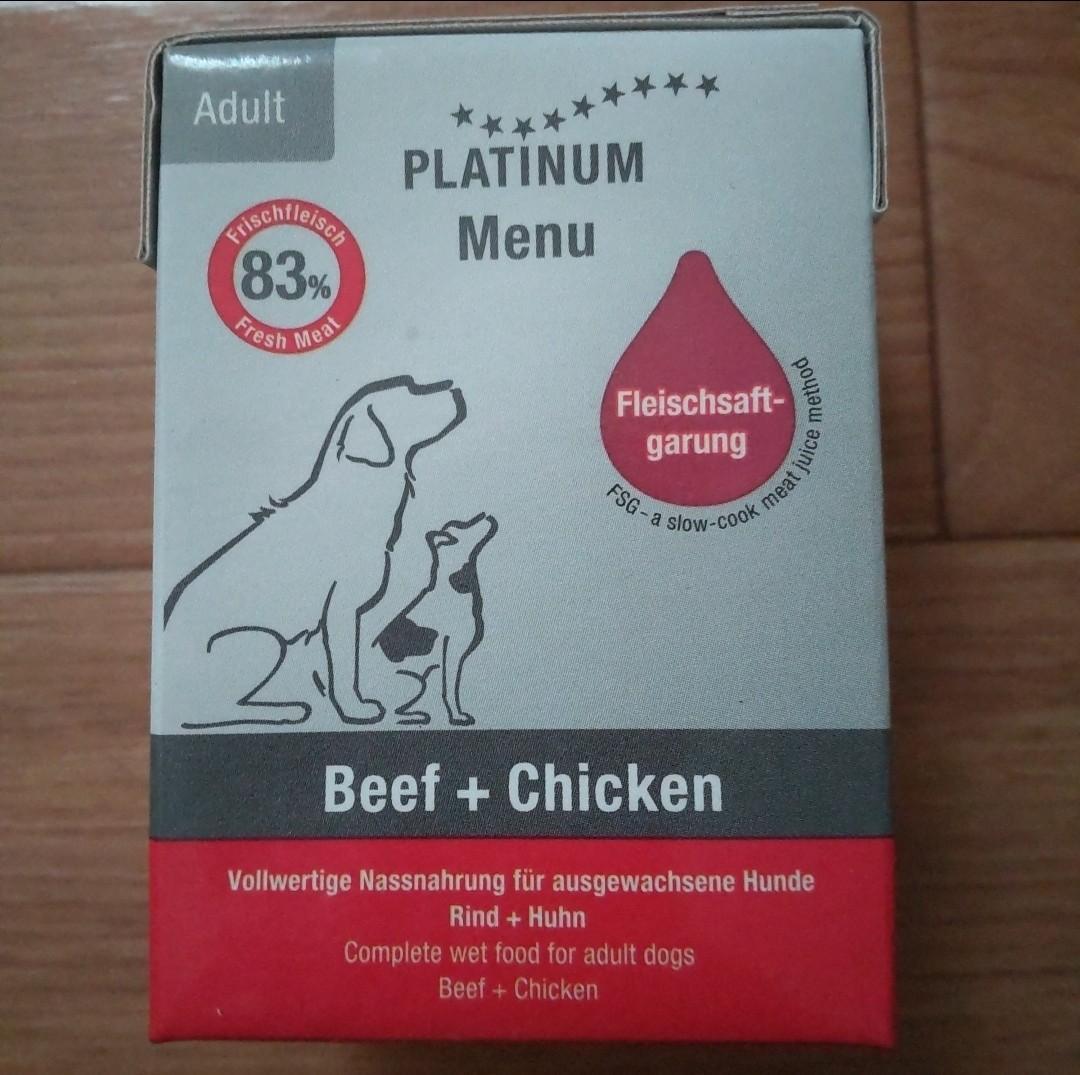 Adult
PLATINUM
Menu
Frischfleisch
83%
Fresh Meat
Fleischsaft-
garung
FSG - a slow-cook meat juice method
Beef + Chicken
Vollwertige Nassnahrung für ausgewachsene Hunde
Rind + Huhn
Complete wet food for adult dogs
Beef + Chicken